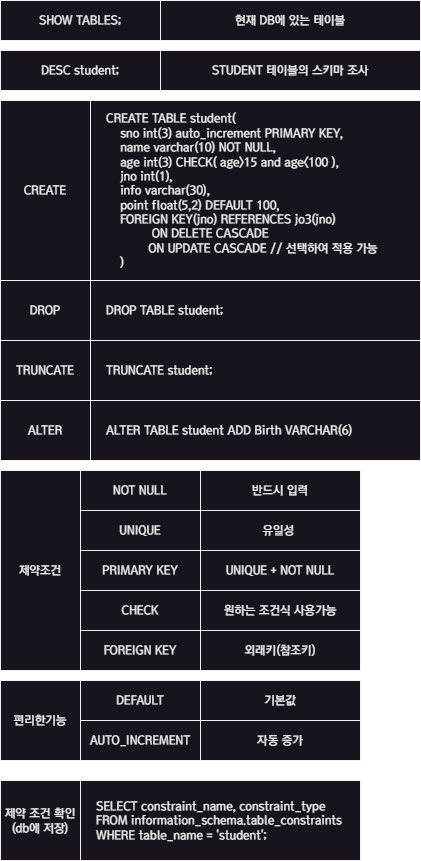 SHOW TABLES;
현재 DB에 있는 테이블
DESC student;
STUDENT 테이블의 스키마 조사
CREATE
CREATE TABLE student(
sno int(3) auto_increment PRIMARY KEY,
name varchar(10) NOT NULL,
age int(3) CHECK( age>15 and age<100 ),
jno int(1),
info varchar(30),
point float(5,2) DEFAULT 100,
FOREIGN KEY(jno) REFERENCES jo3(jno)
ON DELETE CASCADE
ON UPDATE CASCADE // 선택하여 적용 가능
)
DROP
DROP TABLE student;
TRUNCATE
TRUNCATE student;
ALTER
ALTER TABLE student ADD Birth VARCHAR(6)
제약조건
NOT NULL
반드시 입력
UNIQUE
유일성
PRIMARY KEY
UNIQUE + NOT NULL
CHECK
원하는 조건식 사용가능
FOREIGN KEY
외래키(참조키)
편리한기능
DEFAULT
기본값
AUTO_INCREMENT
자동 증가
제약 조건 확인
(db에 저장)
SELECT constraint_name, constraint_type
FROM information_schema.table_constraints
WHERE table_name = 'student';